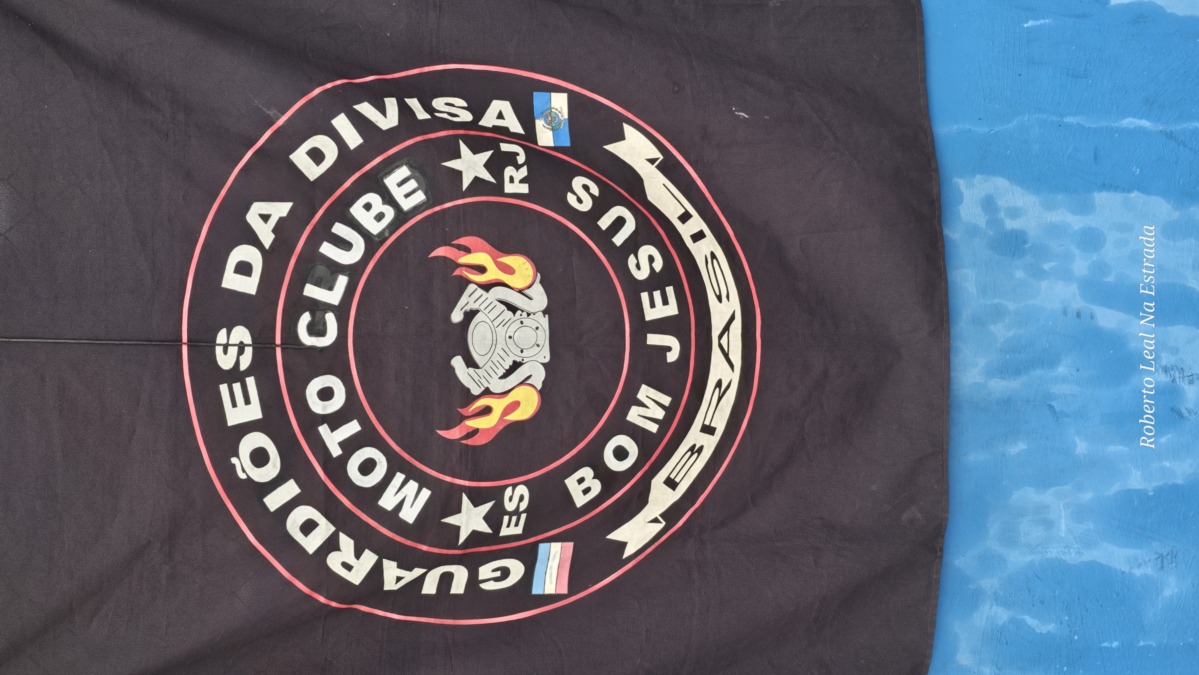 GUARDIÕES DA DIVISA
MOTO CLUBE
ES
RJ
BOM JESUS
BRASIL
Roberto Leal Na Estrada